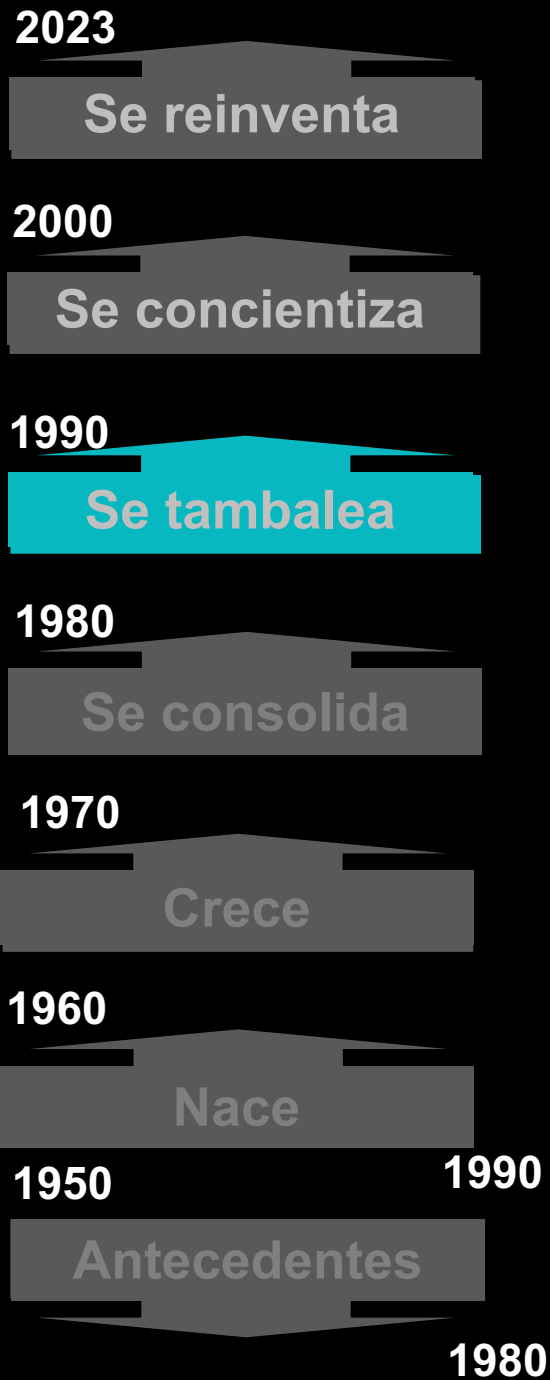 2023
Se reinventa
2000
Se concientiza
1990
Se tambalea
1980
Se consolida
1970
Crece
1960
Nace
1950
1990
Antecedentes
1980